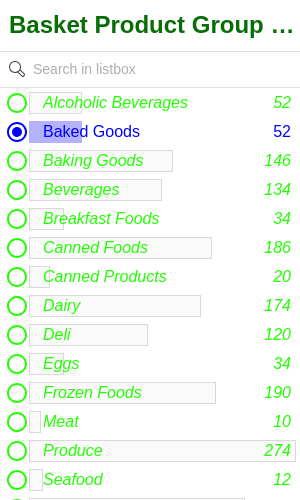 Basket Product Group …
Search in listbox
Alcoholic Beverages 52
Baked Goods 52
Baking Goods 146
Beverages 134
Breakfast Foods 34
Canned Foods 186
Canned Products 20
Dairy 174
Deli 120
Eggs 34
Frozen Foods 190
Meat 10
Produce 274
Seafood 12